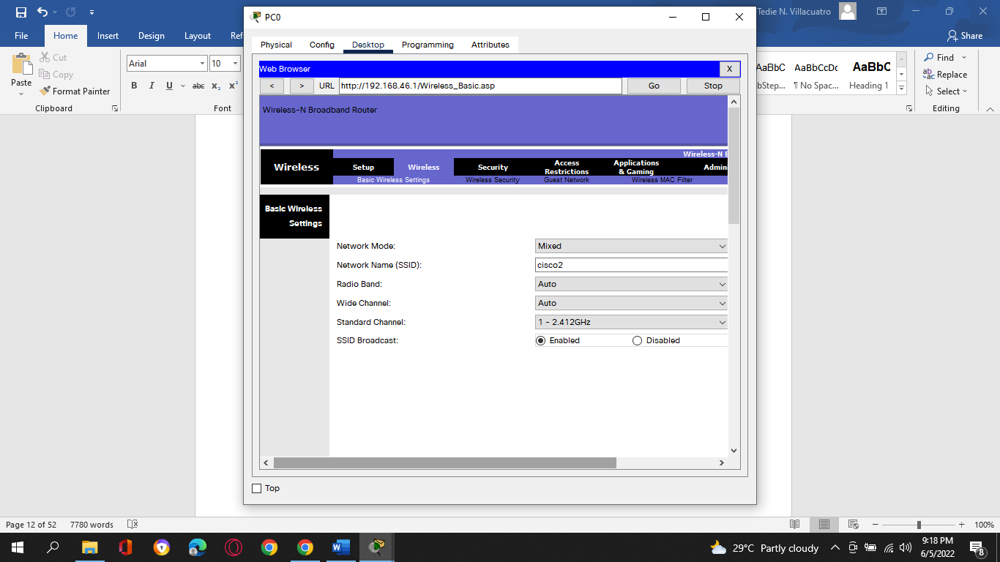 Tedie N. Villacuatro
PC0
File
Home
Insert
Design
Layout
Ref
Share
Paste
Cut
Copy
Format Painter
Clipboard
Arial
10
B I U abc x₂ x²
Font
AaBbC
AaBbCcDc
AaBbC
bStep...
¶ No Spac...
Heading 1
Find
Replace
Select
Editing
Physical
Config
Desktop
Programming
Attributes
Web Browser
X
<
>
URL
http://192.168.46.1/Wireless_Basic.asp
Go
Stop
Wireless-N Broadband Router
Wireless-N B
Wireless
Setup
Wireless
Security
Access
Restrictions
Applications
& Gaming
Admin
Basic Wireless Settings
Wireless Security
Guest Network
Wireless MAC Filter
Basic Wireless
Settings
Network Mode:
Mixed
Network Name (SSID):
cisco2
Radio Band:
Auto
Wide Channel:
Auto
Standard Channel:
1 - 2.412GHz
SSID Broadcast:
Enabled
Disabled
Top
Page 12 of 52
7780 words
100%
29°C Partly cloudy
9:18 PM
6/5/2022
8